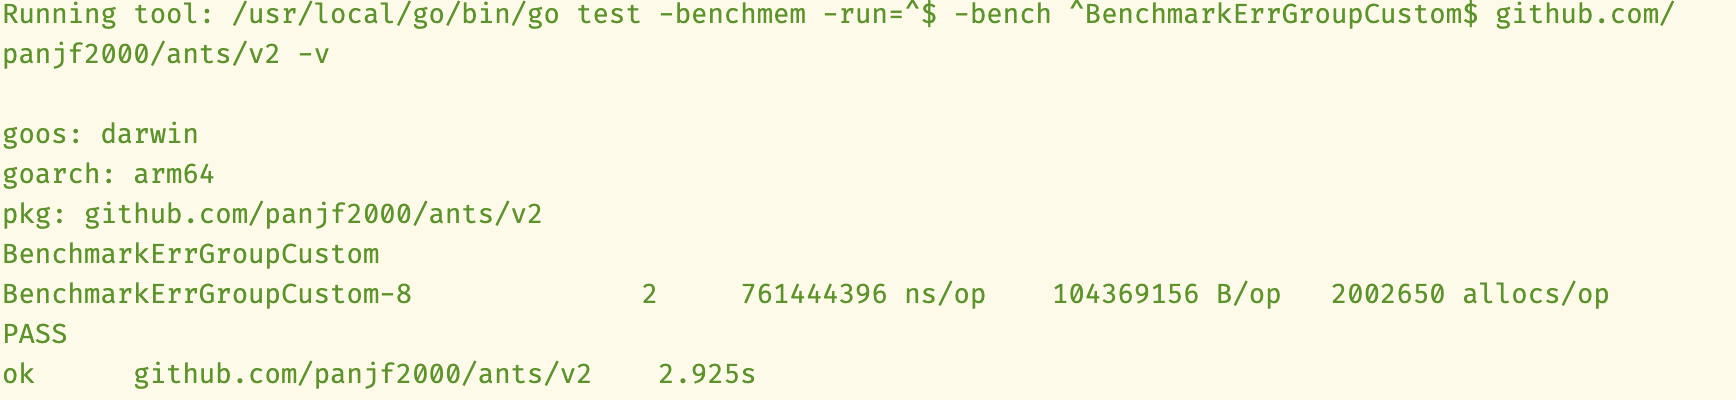 Running tool: /usr/local/go/bin/go test -benchmem -run=^$ -bench ^BenchmarkErrGroupCustom$ github.com/
panjf2000/ants/v2 -v
goos: darwin
goarch: arm64
pkg: github.com/panjf2000/ants/v2
BenchmarkErrGroupCustom
BenchmarkErrGroupCustom-8 2 761444396 ns/op 104369156 B/op 2002650 allocs/op
PASS
ok github.com/panjf2000/ants/v2 2.925s